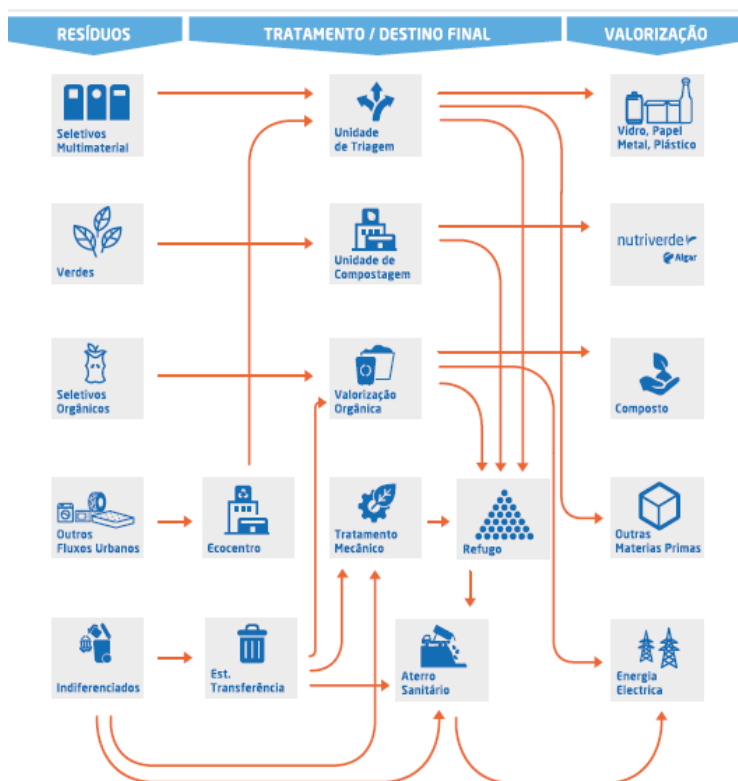 RESÍDUOS
TRATAMENTO / DESTINO FINAL
VALORIZAÇÃO
Seletivos
Multimaterial
Unidade
de Triagem
Vidro, Papel
Metal, Plástico
Verdes
Unidade de
Compostagem
nutriverde
Algar
Seletivos
Orgânicos
Valorização
Orgânica
Composto
Outros
Fluxos Urbanos
Ecocentro
Tratamento
Mecânico
Refugo
Outras
Materias Primas
Indiferenciados
Est.
Transferência
Aterro
Sanitário
Energia
Electrica